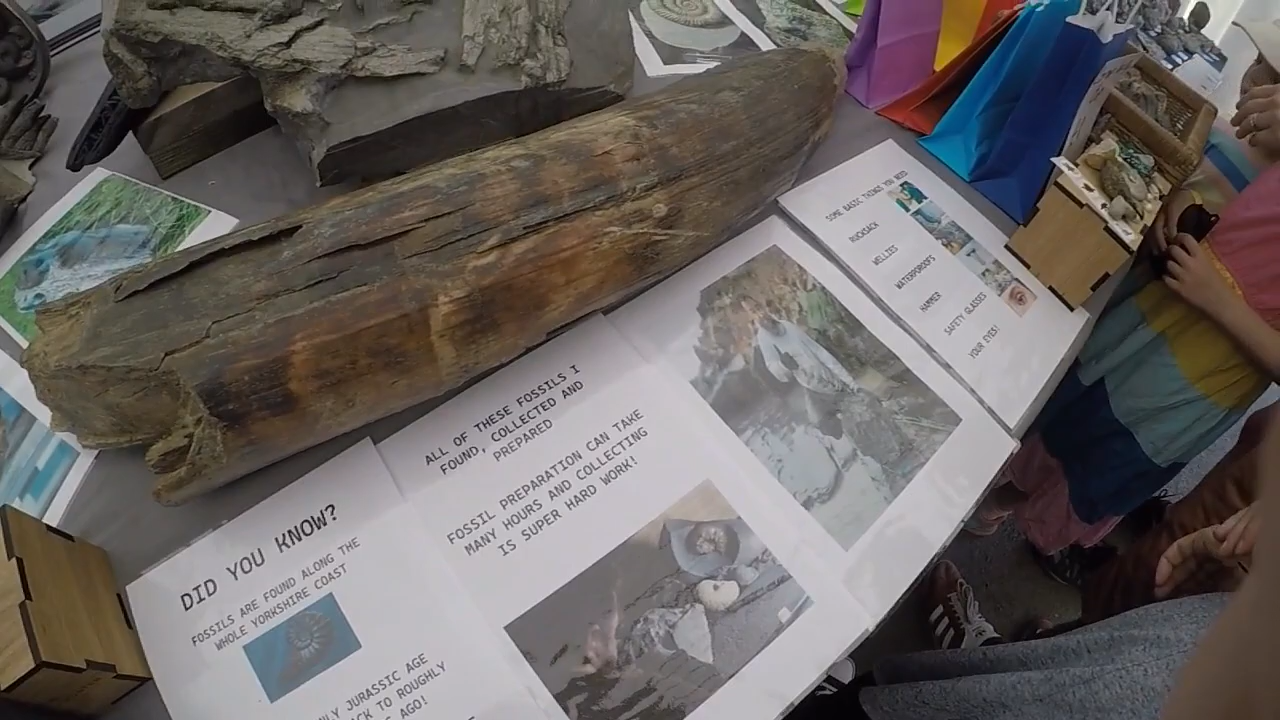 DID YOU KNOW?
FOSSILS ARE FOUND ALONG THE
WHOLE YORKSHIRE COAST
JURASSIC AGE
BACK TO ROUGHLY
AGO!
ALL OF THESE FOSSILS I
FOUND, COLLECTED AND
PREPARED
FOSSIL PREPARATION CAN TAKE
MANY HOURS AND COLLECTING
IS SUPER HARD WORK!
SOME BASIC THINGS YOU NEED
RUCKSACK
WELLIES
WATERPROOFS
HAMMER
SAFETY GLASSES
YOUR EYES!